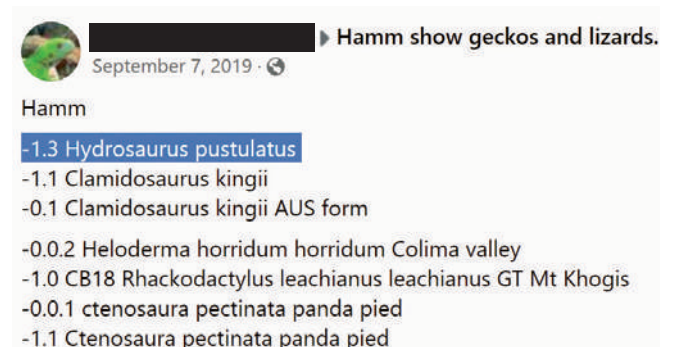 Hamm show geckos and lizards.
September 7, 2019 ·
Hamm
-1.3 Hydrosaurus pustulatus
-1.1 Clamidosaurus kingii
-0.1 Clamidosaurus kingii AUS form
-0.0.2 Heloderma horridum horridum Colima valley
-1.0 CB18 Rhackodactylus leachianus leachianus GT Mt Khogis
-0.0.1 ctenosaura pectinata panda pied
-1.1 Ctenosaura pectinata panda pied